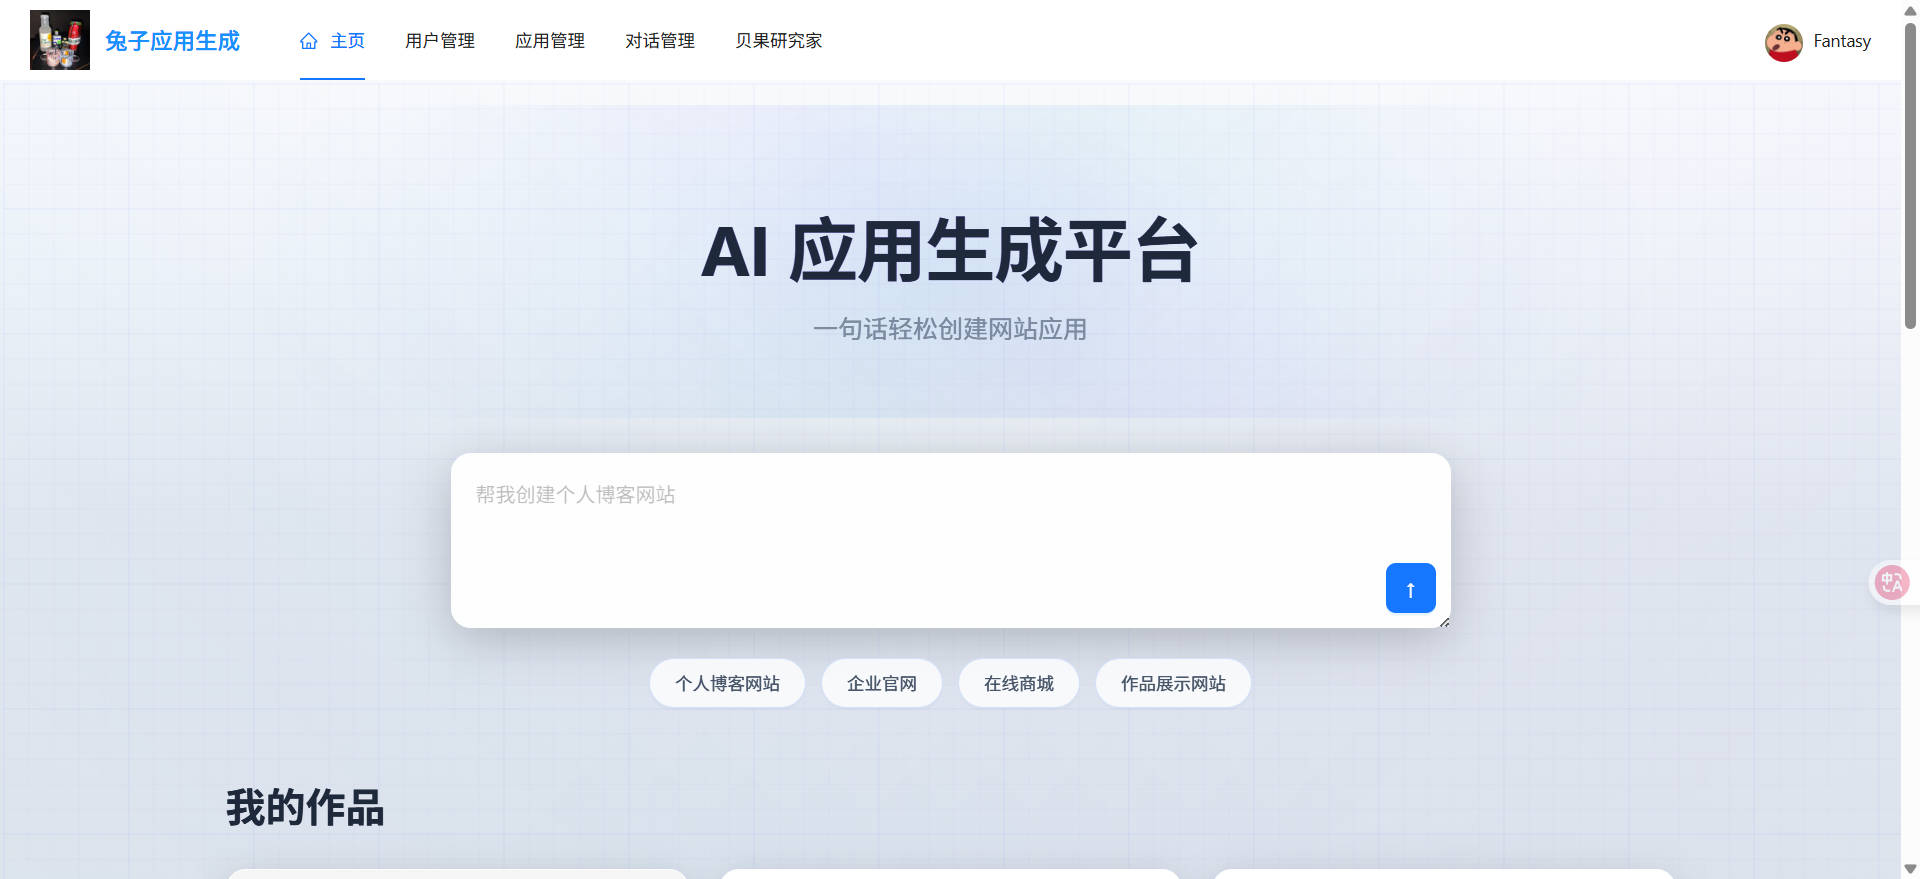 兔子应用生成
主页
用户管理
应用管理
对话管理
贝果研究家
Fantasy
AI 应用生成平台
一句话轻松创建网站应用
帮我创建个人博客网站
↑
个人博客网站
企业官网
在线商城
作品展示网站
我的作品